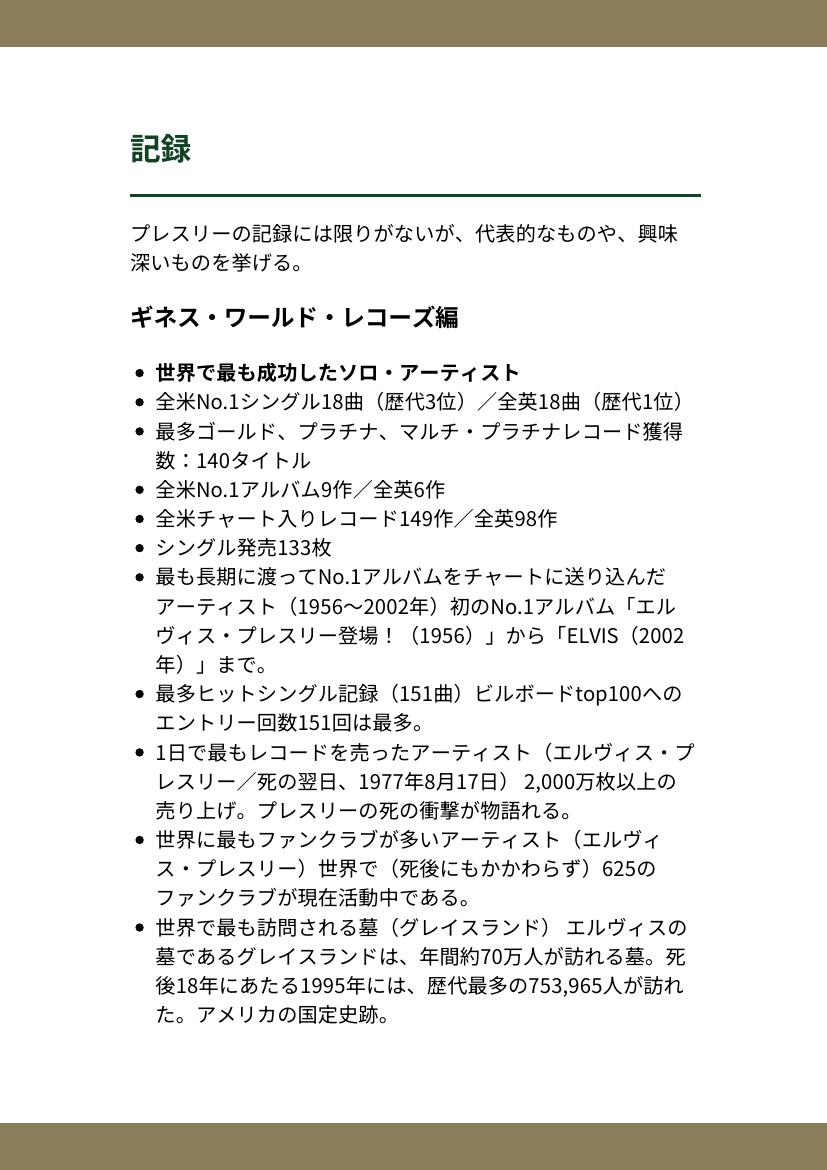 記録
プレスリーの記録には限りがないが、代表的なものや、興味
深いものを挙げる。
ギネス・ワールド・レコーズ編
• 世界で最も成功したソロ・アーティスト
• 全米No.1シングル18曲（歴代3位）／全英18曲（歴代1位）
• 最多ゴールド、プラチナ、マルチ・プラチナレコード獲得
数：140タイトル
• 全米No.1アルバム9作／全英6作
• 全米チャート入りレコード149作／全英98作
• シングル発売133枚
• 最も長期に渡ってNo.1アルバムをチャートに送り込んだ
アーティスト（1956〜2002年）初のNo.1アルバム「エル
ヴィス・プレスリー登場！（1956）」から「ELVIS（2002
年）」まで。
• 最多ヒットシングル記録（151曲）ビルボードtop100への
エントリー回数151回は最多。
• 1日で最もレコードを売ったアーティスト（エルヴィス・プ
レスリー／死の翌日、1977年8月17日） 2,000万枚以上の
売り上げ。プレスリーの死の衝撃が物語れる。
• 世界に最もファンクラブが多いアーティスト（エルヴィ
ス・プレスリー）世界で（死後にもかかわらず）625の
ファンクラブが現在活動中である。
• 世界で最も訪問される墓（グレイスランド） エルヴィスの
墓であるグレイスランドは、年間約70万人が訪れる墓。死
後18年にあたる1995年には、歴代最多の753,965人が訪れ
た。アメリカの国定史跡。